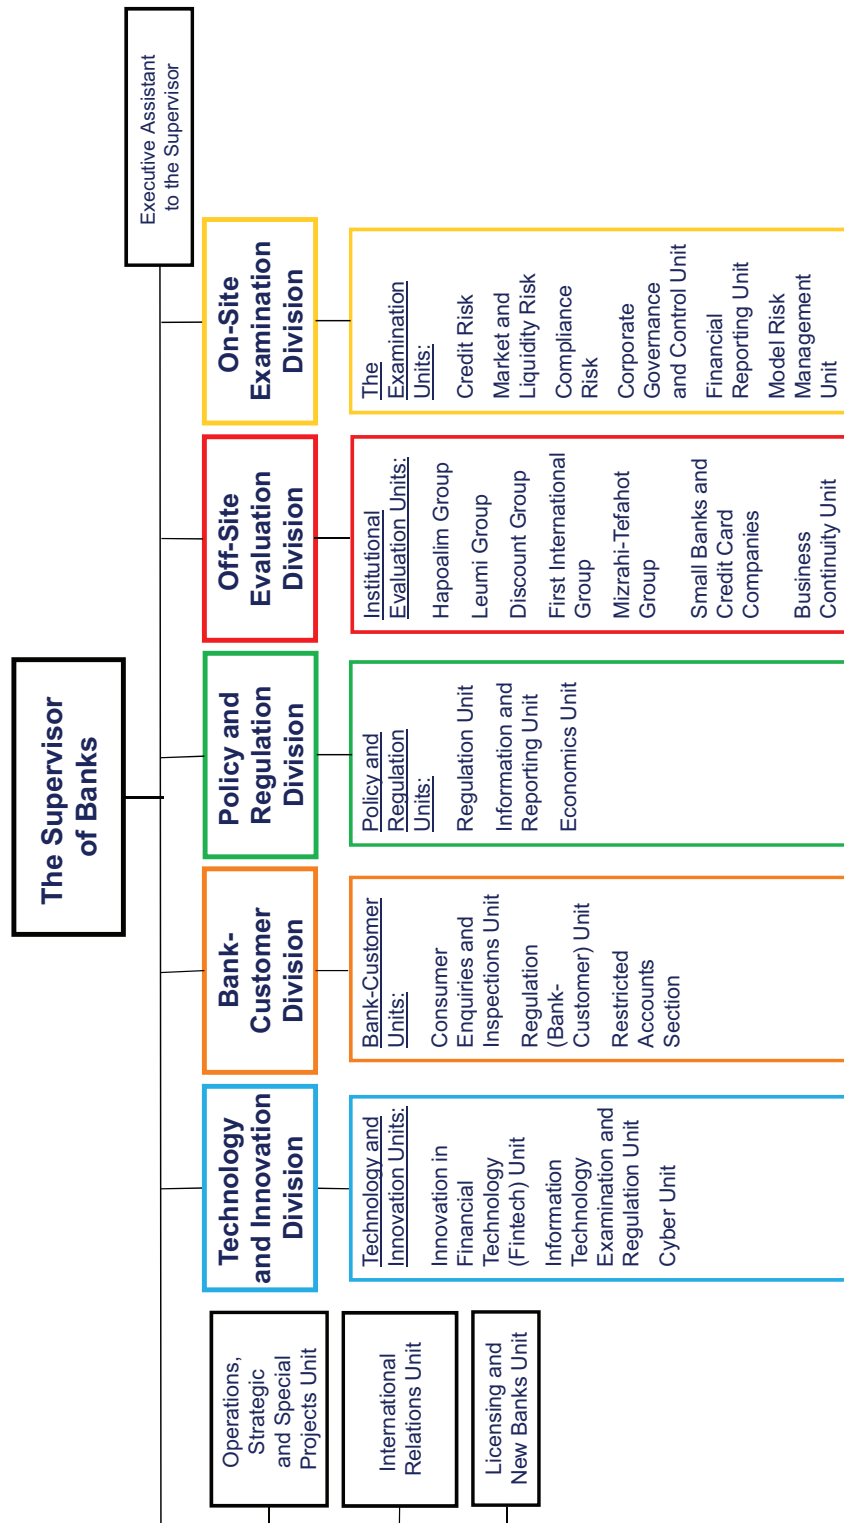 The Supervisor
of Banks
Executive Assistant
to the Supervisor
Operations,
Strategic
and Special
Projects Unit
International
Relations Unit
Licensing and
New Banks Unit
Technology
and Innovation
Division
Technology and
Innovation Units:
Innovation in
Financial
Technology
(Fintech) Unit
Information
Technology
Examination and
Regulation Unit
Cyber Unit
Bank-
Customer
Division
Bank-Customer
Units:
Consumer
Enquiries and
Inspections Unit
Regulation
(Bank-
Customer) Unit
Restricted
Accounts
Section
Policy and
Regulation
Division
Policy and
Regulation
Units:
Regulation Unit
Information and
Reporting Unit
Economics Unit
Off-Site
Evaluation
Division
Institutional
Evaluation Units:
Hapoalim Group
Leumi Group
Discount Group
First International
Group
Mizrahi-Tefahot
Group
Small Banks and
Credit Card
Companies
Business
Continuity Unit
On-Site
Examination
Division
The
Examination
Units:
Credit Risk
Market and
Liquidity Risk
Compliance
Risk
Corporate
Governance
and Control Unit
Financial
Reporting Unit
Model Risk
Management
Unit